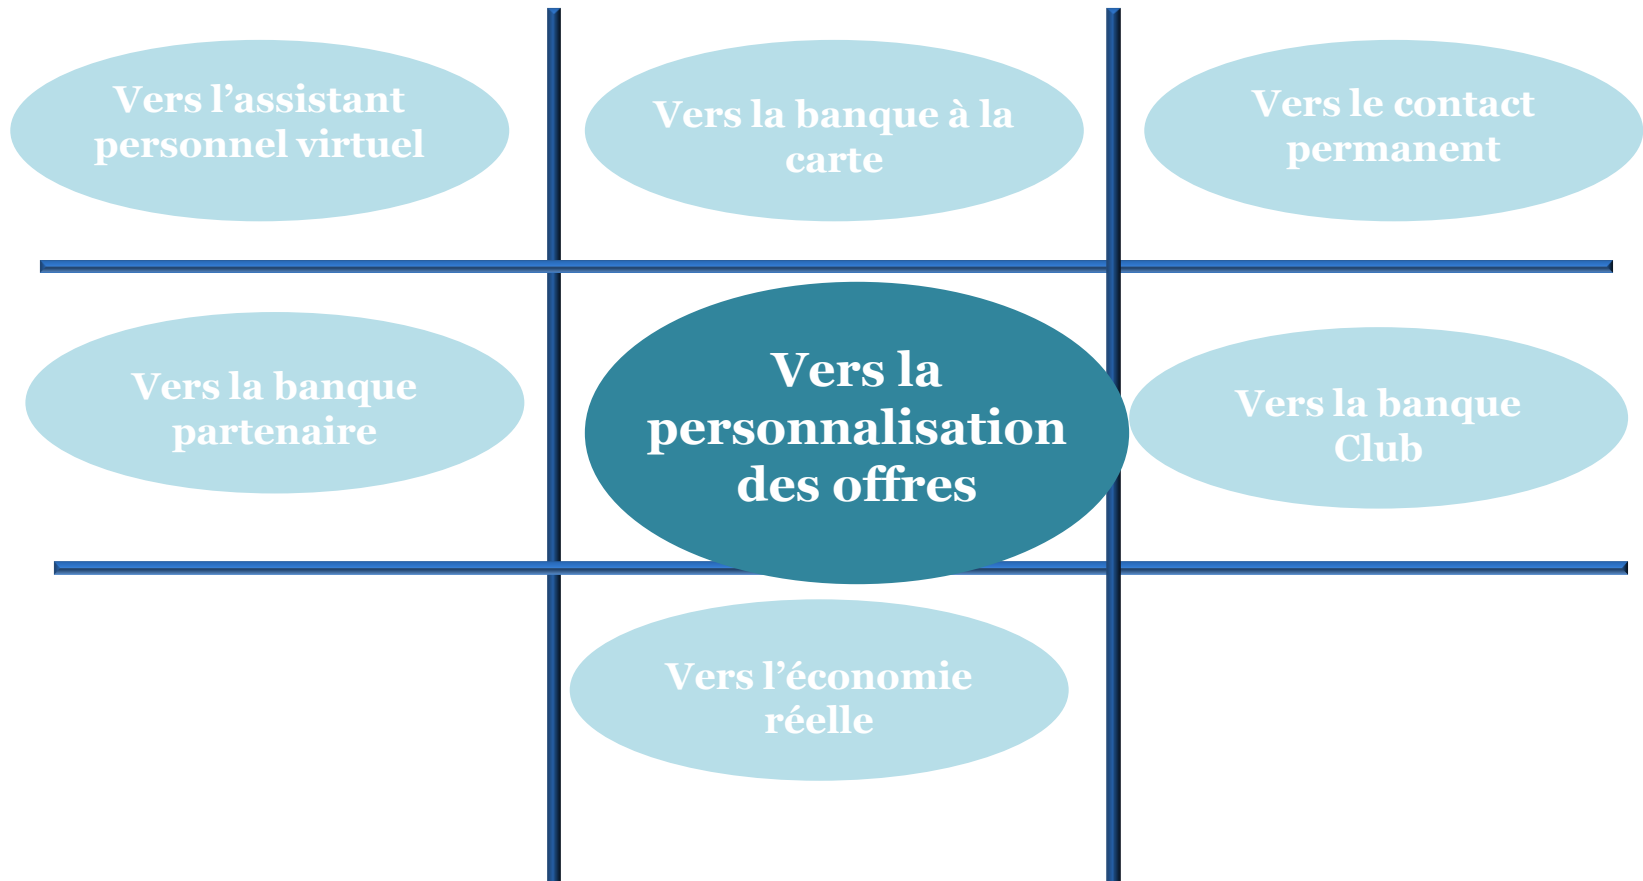 Vers l’assistant
personnel virtuel
Vers la banque à la
carte
Vers le contact
permanent
Vers la banque
partenaire
Vers la
personnalisation
des offres
Vers la banque
Club
Vers l’économie
réelle